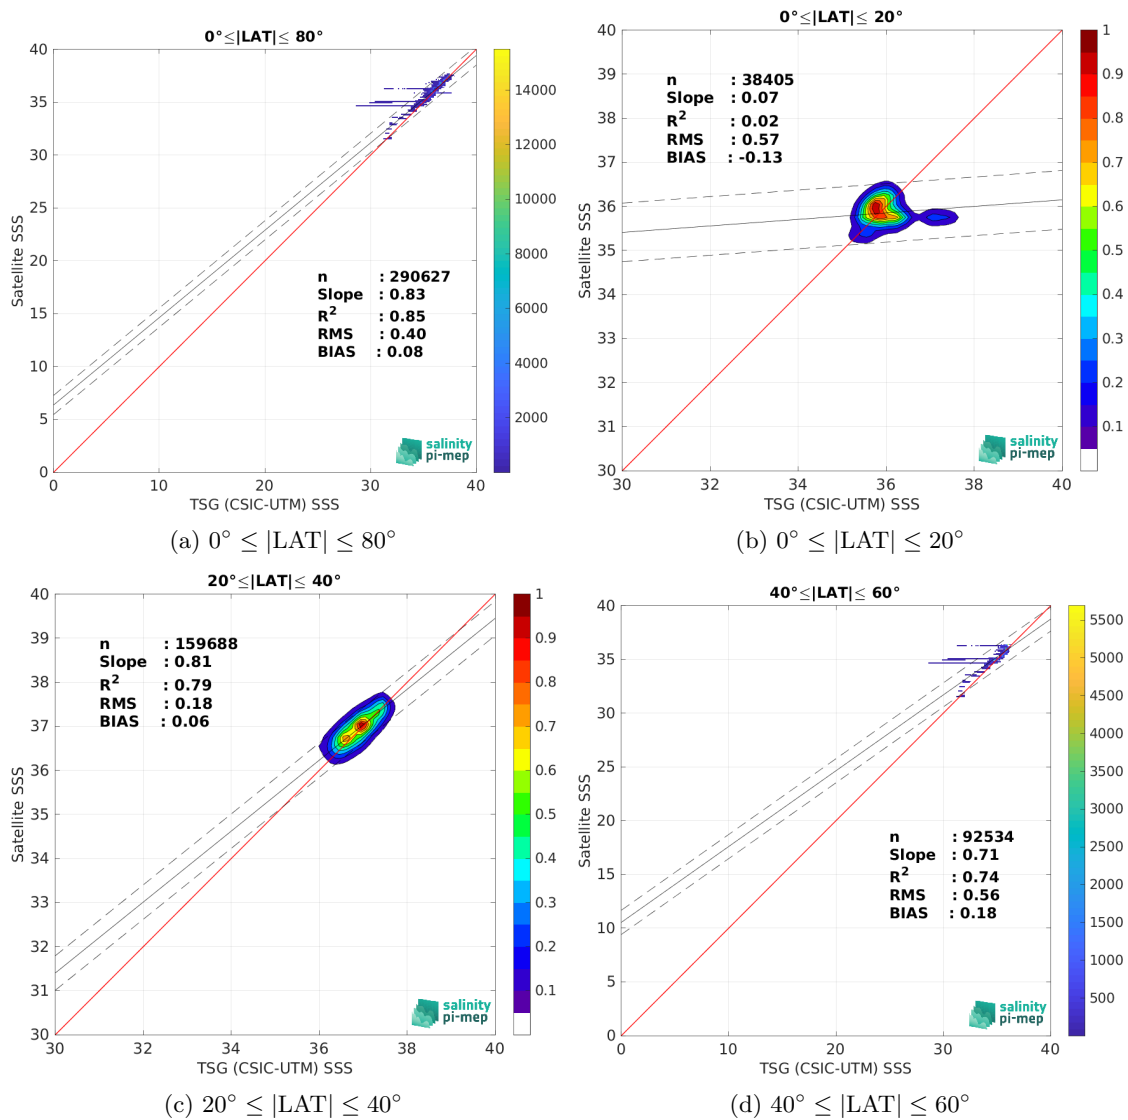 0°≤|LAT|≤ 80°
40
35
30
25
20
15
10
5
0
Satellite SSS
n : 290627
Slope : 0.83
R² : 0.85
RMS : 0.40
BIAS : 0.08
salinity
pi-mep
0 10 20 30 40
TSG (CSIC-UTM) SSS
14000
12000
10000
8000
6000
4000
2000
(a) 0° ≤ |LAT| ≤ 80°
0°≤|LAT|≤ 20°
40
39
38
37
36
35
34
33
32
31
30
Satellite SSS
n : 38405
Slope : 0.07
R² : 0.02
RMS : 0.57
BIAS : -0.13
salinity
pi-mep
30 32 34 36 38 40
TSG (CSIC-UTM) SSS
1
0.9
0.8
0.7
0.6
0.5
0.4
0.3
0.2
0.1
(b) 0° ≤ |LAT| ≤ 20°
20°≤|LAT|≤ 40°
40
39
38
37
36
35
34
33
32
31
30
Satellite SSS
n : 159688
Slope : 0.81
R² : 0.79
RMS : 0.18
BIAS : 0.06
salinity
pi-mep
30 32 34 36 38 40
TSG (CSIC-UTM) SSS
1
0.9
0.8
0.7
0.6
0.5
0.4
0.3
0.2
0.1
(c) 20° ≤ |LAT| ≤ 40°
40°≤|LAT|≤ 60°
40
35
30
25
20
15
10
5
0
Satellite SSS
n : 92534
Slope : 0.71
R² : 0.74
RMS : 0.56
BIAS : 0.18
salinity
pi-mep
0 10 20 30 40
TSG (CSIC-UTM) SSS
5500
5000
4500
4000
3500
3000
2500
2000
1500
1000
500
(d) 40° ≤ |LAT| ≤ 60°